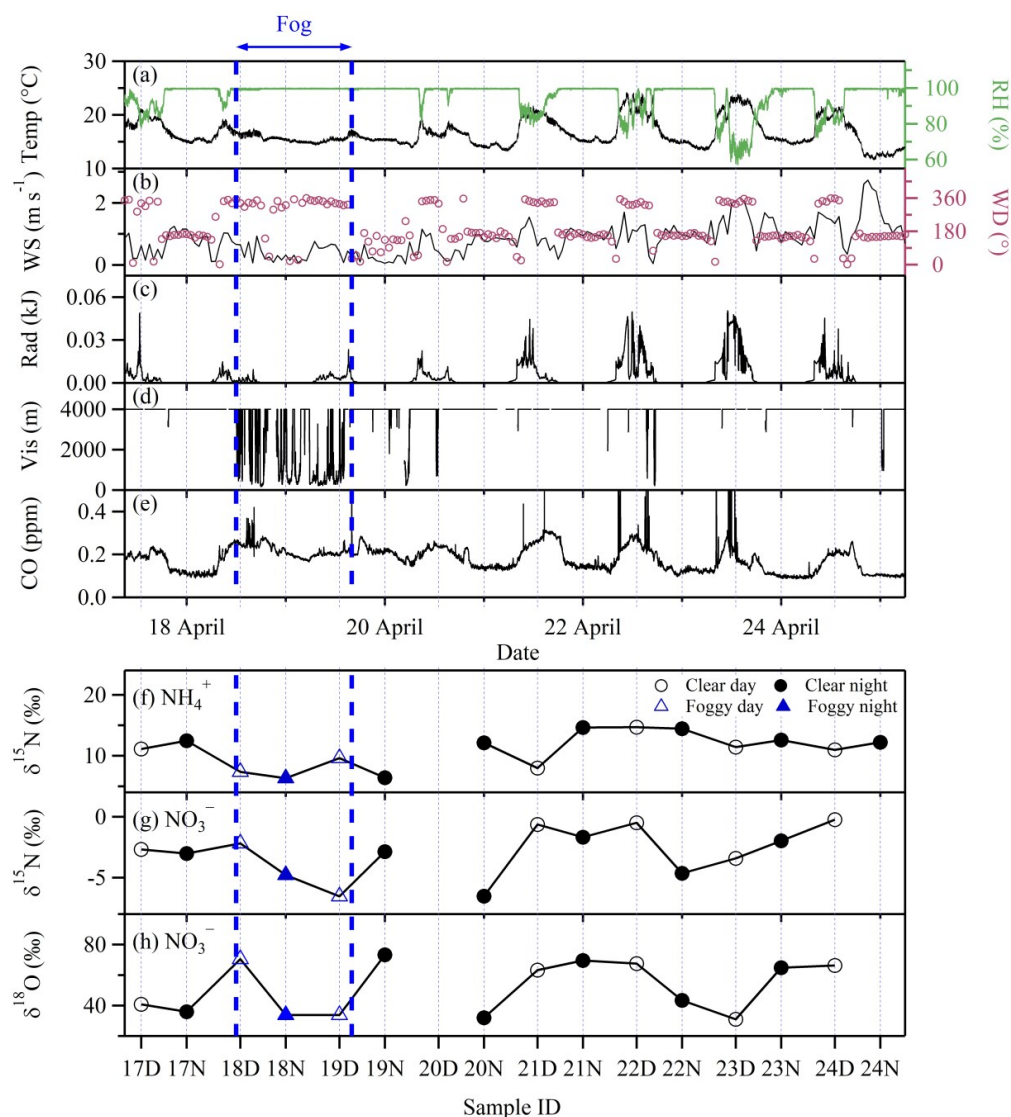 Fog
(a)
Temp (°C)
30
20
10
RH (%)
100
80
60
(b)
WS (m s⁻¹)
2
1
0
WD (°)
360
180
0
(c)
Rad (kJ)
0.06
0.03
0.00
(d)
Vis (m)
4000
2000
0
(e)
CO (ppm)
0.4
0.2
0.0
18 April 20 April 22 April 24 April
Date
(f) NH₄⁺
○ Clear day ● Clear night
△ Foggy day ▲ Foggy night
δ¹⁵N (‰)
20
10
(g) NO₃⁻
δ¹⁵N (‰)
0
-5
(h) NO₃⁻
δ¹⁸O (‰)
80
40
17D 17N 18D 18N 19D 19N 20D 20N 21D 21N 22D 22N 23D 23N 24D 24N
Sample ID